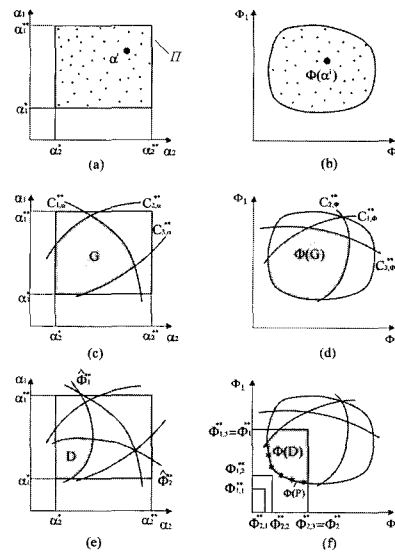 α₁
α₁**
α₁*
αⁱ
Π
α₂*
α₂**
α₂
(a)
Φ₁
Φ(αⁱ)
Φ
(b)
α₁
α₁**
α₁*
C₁,α**
C₂,α**
C₃,α**
G
α₂*
α₂**
α₂
(c)
Φ₁
C₂,Φ**
C₁,Φ**
Φ(G)
C₃,Φ**
Φ
(d)
α₁
α₁**
α₁*
Φ̂₁**
D
Φ̂₂**
α₂*
α₂**
α₂
(e)
Φ₁
Φ₁,₃**=Φ₁**
Φ(D)
Φ₁,₂**
Φ₁,₁**
Φ(P)
Φ₂,₁** Φ₂,₂** Φ₂,₃**=Φ₂** Φ
(f)